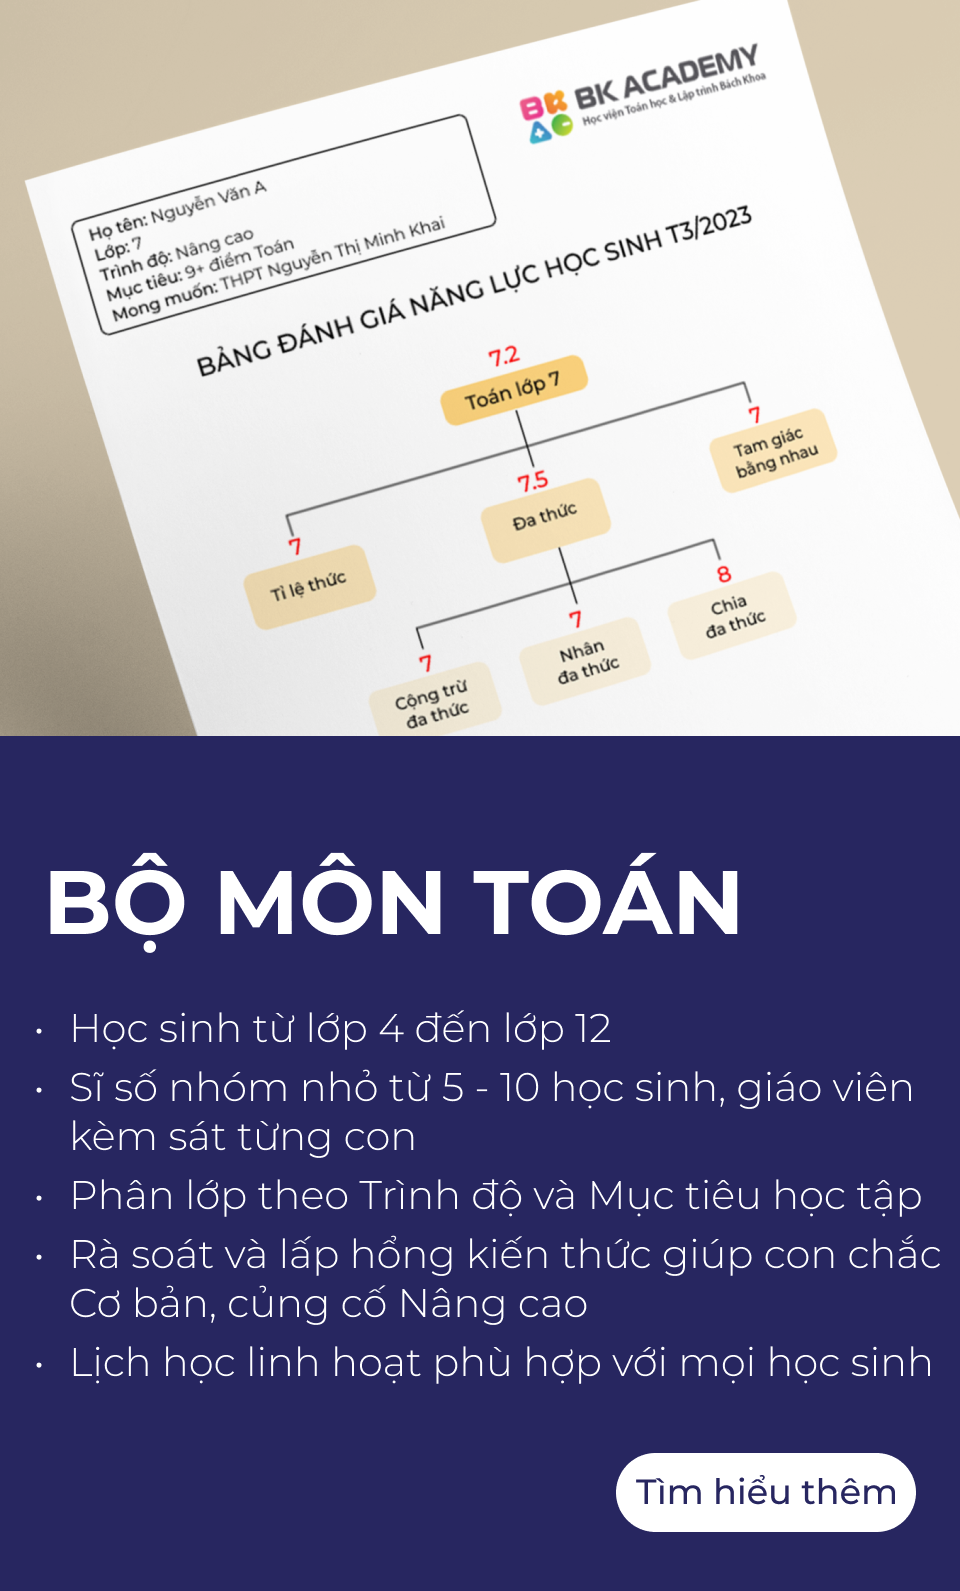 BK ACADEMY
Học viện Toán học & Lập trình Bách Khoa
Họ tên: Nguyễn Văn A
Lớp: 7
Trình độ: Nâng cao
Mục tiêu: 9+ điểm Toán
Mong muốn: THPT Nguyễn Thị Minh Khai
BẢNG ĐÁNH GIÁ NĂNG LỰC HỌC SINH T3/2023
7.2
Toán lớp 7
7
Tỉ lệ thức
7.5
Đa thức
7
Tam giác
bằng nhau
7
Cộng trừ
đa thức
7
Nhân
đa thức
8
Chia
đa thức
BỘ MÔN TOÁN
• Học sinh từ lớp 4 đến lớp 12
• Sĩ số nhóm nhỏ từ 5 - 10 học sinh, giáo viên
kèm sát từng con
• Phân lớp theo Trình độ và Mục tiêu học tập
• Rà soát và lấp hổng kiến thức giúp con chắc
Cơ bản, củng cố Nâng cao
• Lịch học linh hoạt phù hợp với mọi học sinh
Tìm hiểu thêm